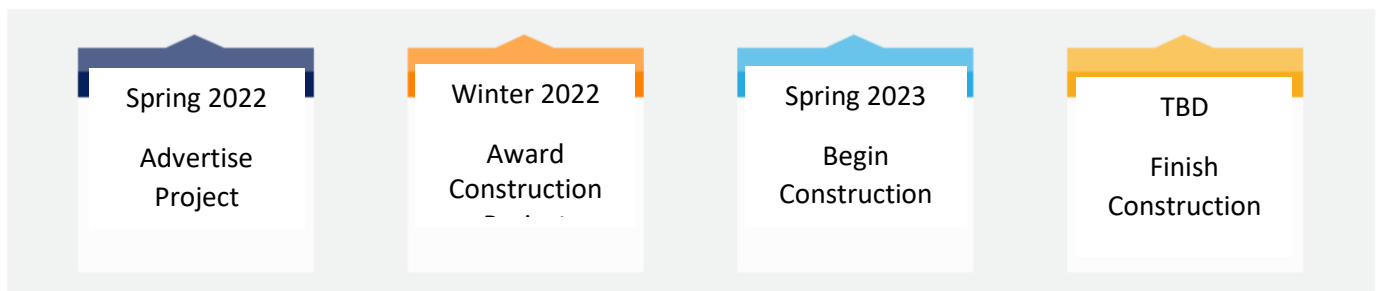 Spring 2022
Advertise
Project
Winter 2022
Award
Construction
Spring 2023
Begin
Construction
TBD
Finish
Construction